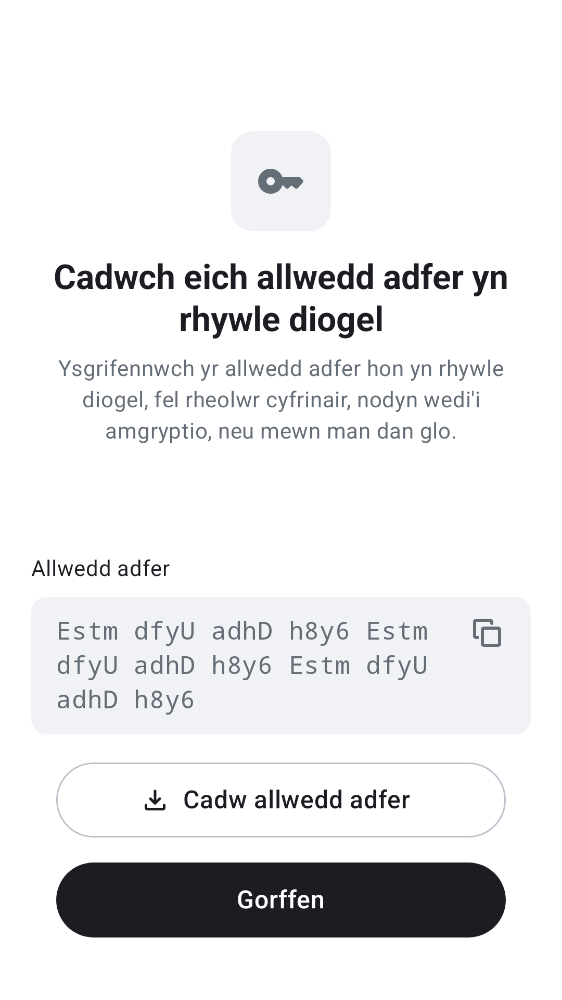 Cadwch eich allwedd adfer yn
rhywle diogel
Ysgrifennwch yr allwedd adfer hon yn rhywle
diogel, fel rheolwr cyfrinair, nodyn wedi'i
amgryptio, neu mewn man dan glo.
Allwedd adfer
Estm dfyU adhD h8y6 Estm
dfyU adhD h8y6 Estm dfyU
adhD h8y6
Cadw allwedd adfer
Gorffen